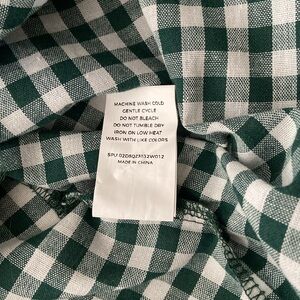 MACHINE WASH COLD
GENTLE CYCLE
DO NOT BLEACH
DO NOT TUMBLE DRY
IRON ON LOW HEAT
WASH WITH LIKE COLORS
MADE IN CHINA